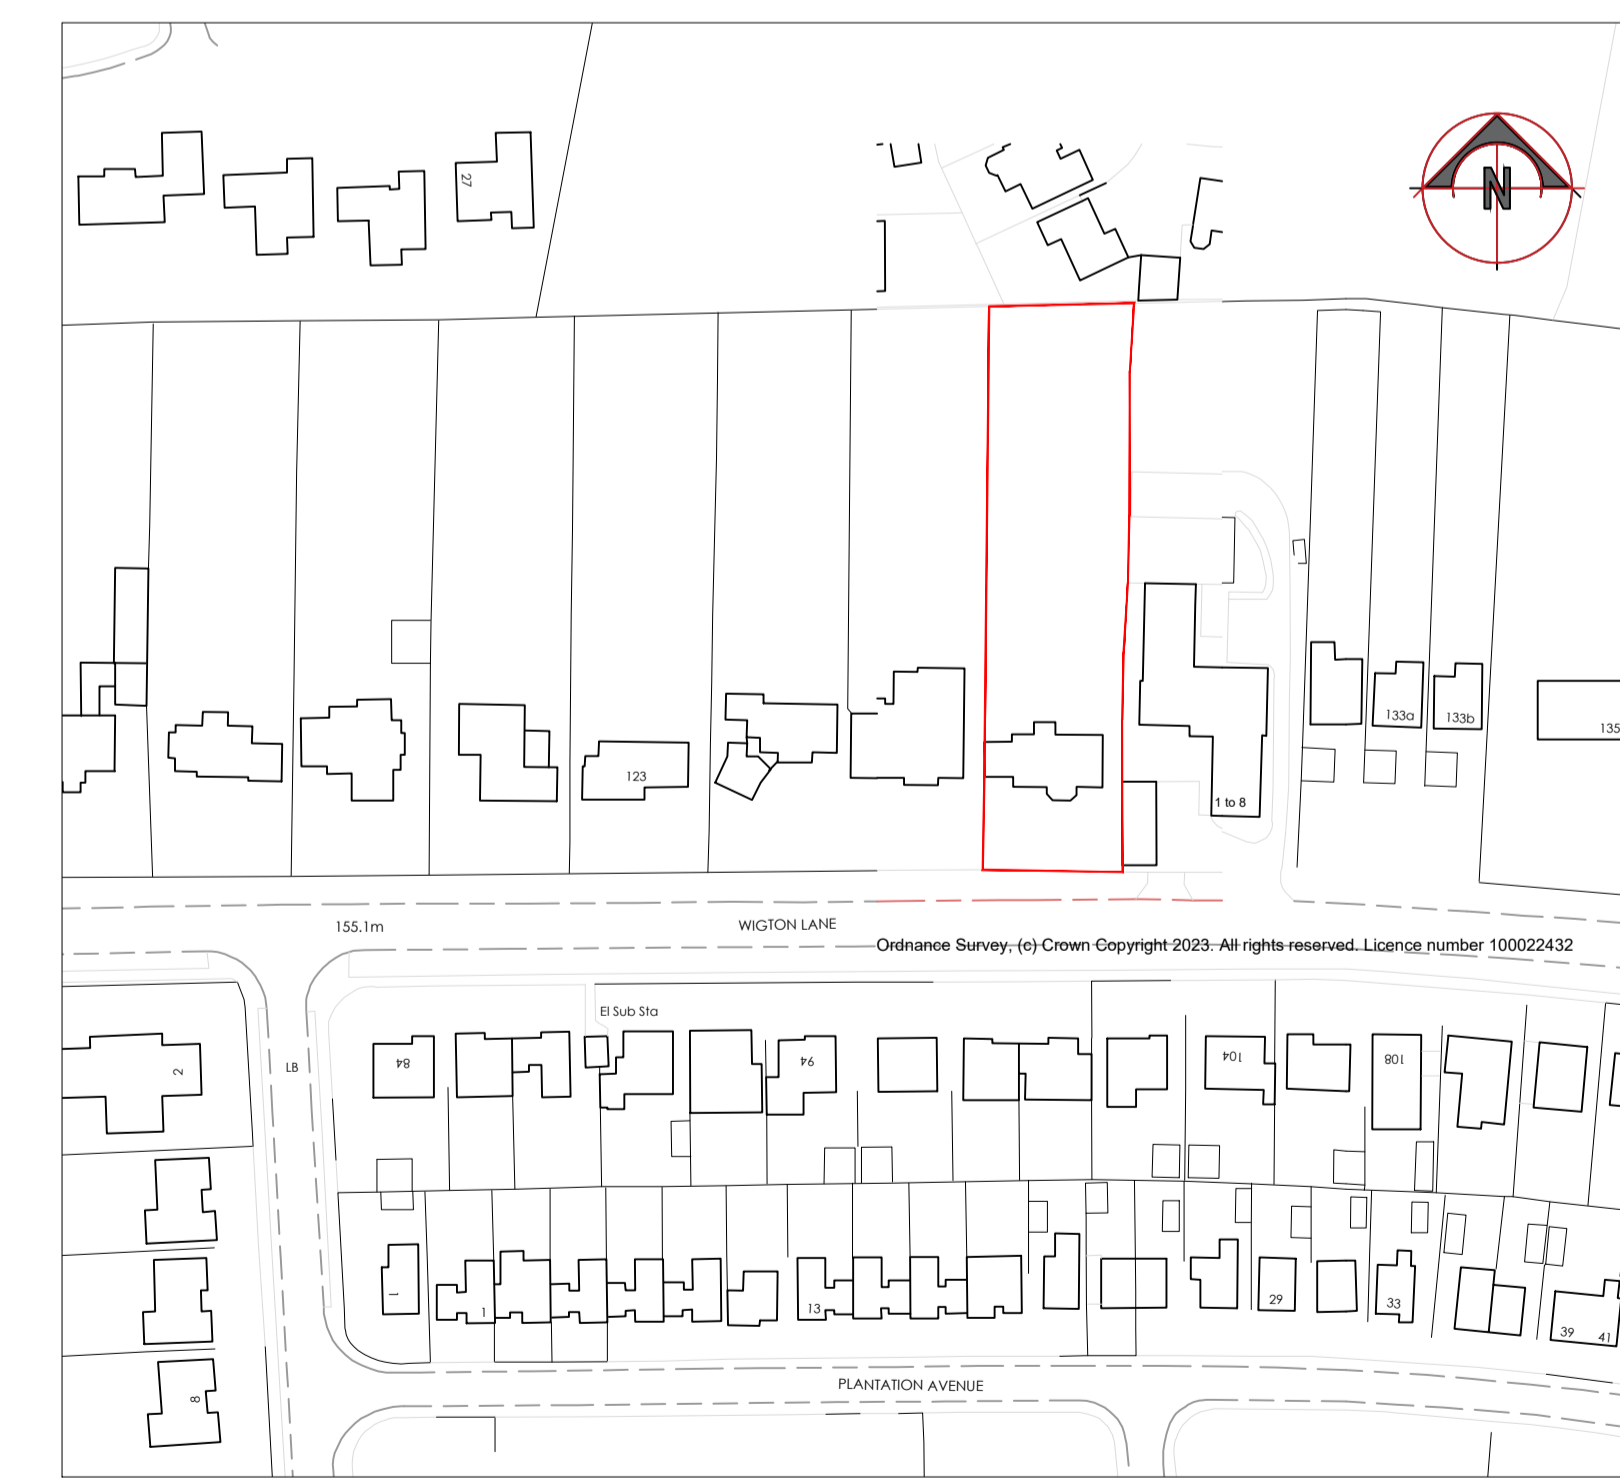 27
N
123
133a
133b
135
1 to 8
155.1m
WIGTON LANE
Ordnance Survey, (c) Crown Copyright 2023. All rights reserved. Licence number 100022432
El Sub Sta
2
LB
84
94
104
108
1
1
13
29
33
39
41
8
PLANTATION AVENUE